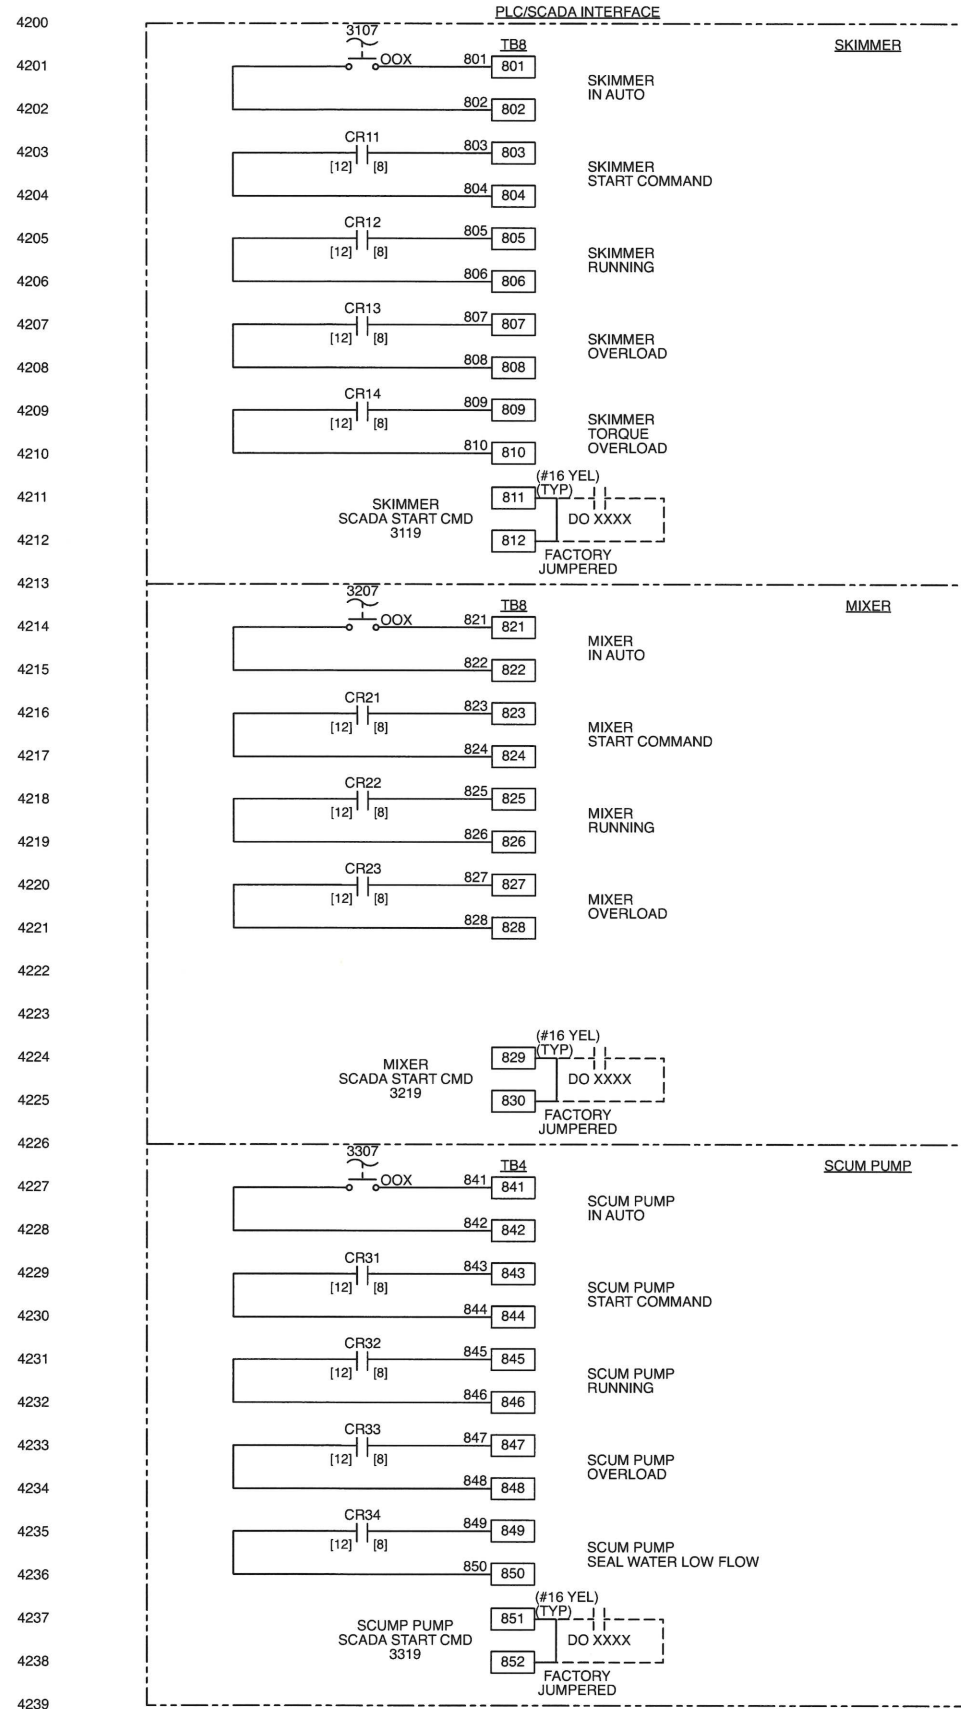 PLC/SCADA INTERFACE
4200
3107
TB8
SKIMMER
4201
OOX
801
801
SKIMMER
IN AUTO
4202
802
802
4203
CR11
[12]
[8]
803
803
SKIMMER
START COMMAND
4204
804
804
4205
CR12
[12]
[8]
805
805
SKIMMER
RUNNING
4206
806
806
4207
CR13
[12]
[8]
807
807
SKIMMER
OVERLOAD
4208
808
808
4209
CR14
[12]
[8]
809
809
SKIMMER
TORQUE
OVERLOAD
4210
810
810
4211
SKIMMER
SCADA START CMD
3119
811
(#16 YEL)
(TYP)
DO XXXX
4212
812
FACTORY
JUMPERED
4213
3207
TB8
MIXER
4214
OOX
821
821
MIXER
IN AUTO
4215
822
822
4216
CR21
[12]
[8]
823
823
MIXER
START COMMAND
4217
824
824
4218
CR22
[12]
[8]
825
825
MIXER
RUNNING
4219
826
826
4220
CR23
[12]
[8]
827
827
MIXER
OVERLOAD
4221
828
828
4222
4223
4224
MIXER
SCADA START CMD
3219
829
(#16 YEL)
(TYP)
DO XXXX
4225
830
FACTORY
JUMPERED
4226
3307
TB4
SCUM PUMP
4227
OOX
841
841
SCUM PUMP
IN AUTO
4228
842
842
4229
CR31
[12]
[8]
843
843
SCUM PUMP
START COMMAND
4230
844
844
4231
CR32
[12]
[8]
845
845
SCUM PUMP
RUNNING
4232
846
846
4233
CR33
[12]
[8]
847
847
SCUM PUMP
OVERLOAD
4234
848
848
4235
CR34
[12]
[8]
849
849
SCUM PUMP
SEAL WATER LOW FLOW
4236
850
850
4237
SCUMP PUMP
SCADA START CMD
3319
851
(#16 YEL)
(TYP)
DO XXXX
4238
852
FACTORY
JUMPERED
4239